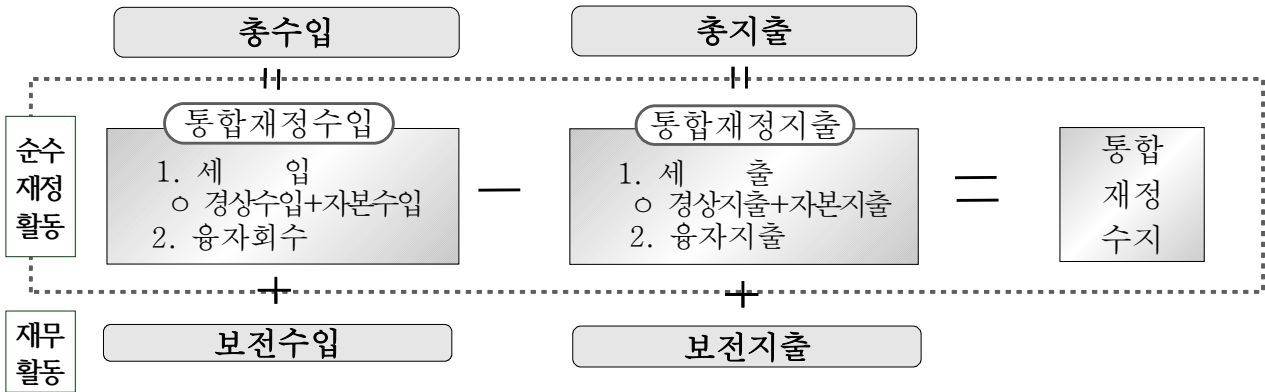 총수입
총지출
=
=
순수
재정
활동
통합재정수입
1. 세 입
ㅇ 경상수입+자본수입
2. 융자회수
—
통합재정지출
1. 세 출
ㅇ 경상지출+자본지출
2. 융자지출
=
통합
재정
수지
+
+
재무
활동
보전수입
보전지출